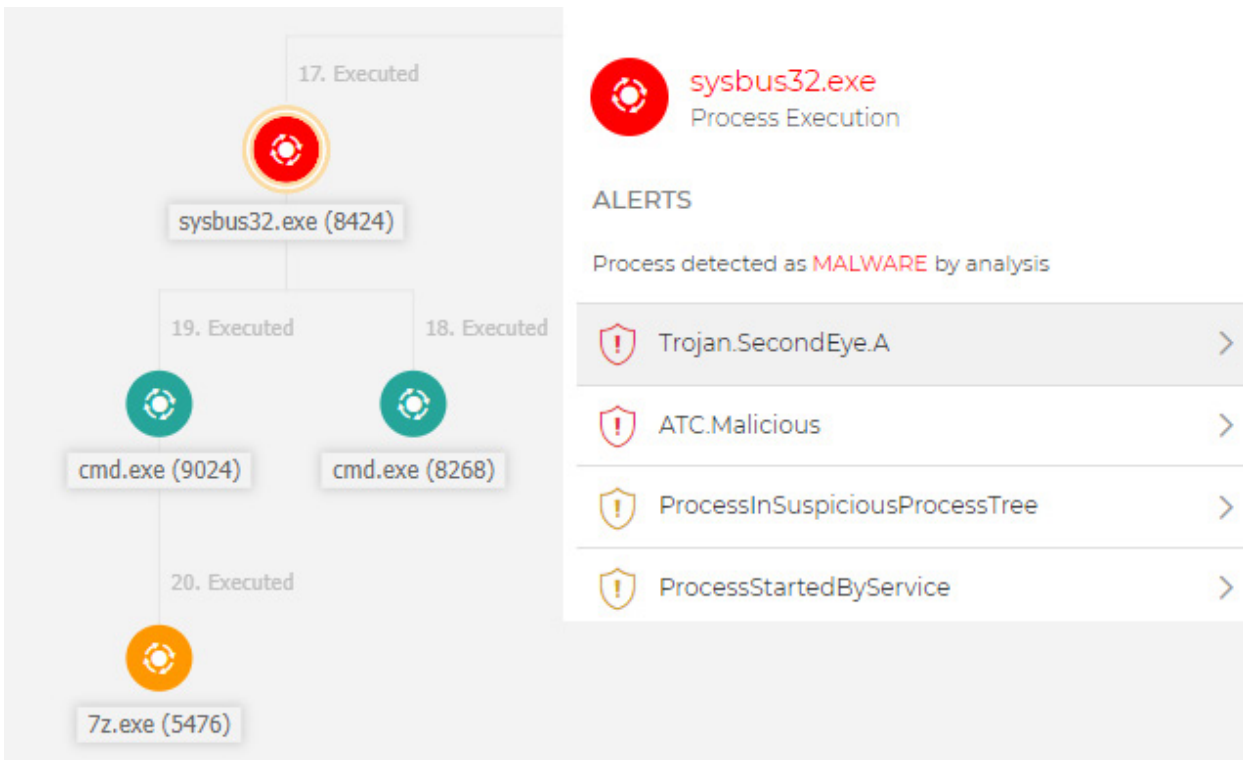 17. Executed
sysbus32.exe (8424)
19. Executed
18. Executed
cmd.exe (9024)
cmd.exe (8268)
20. Executed
7z.exe (5476)
sysbus32.exe
Process Execution
ALERTS
Process detected as MALWARE by analysis
Trojan.SecondEye.A
ATC.Malicious
ProcessInSuspiciousProcessTree
ProcessStartedByService